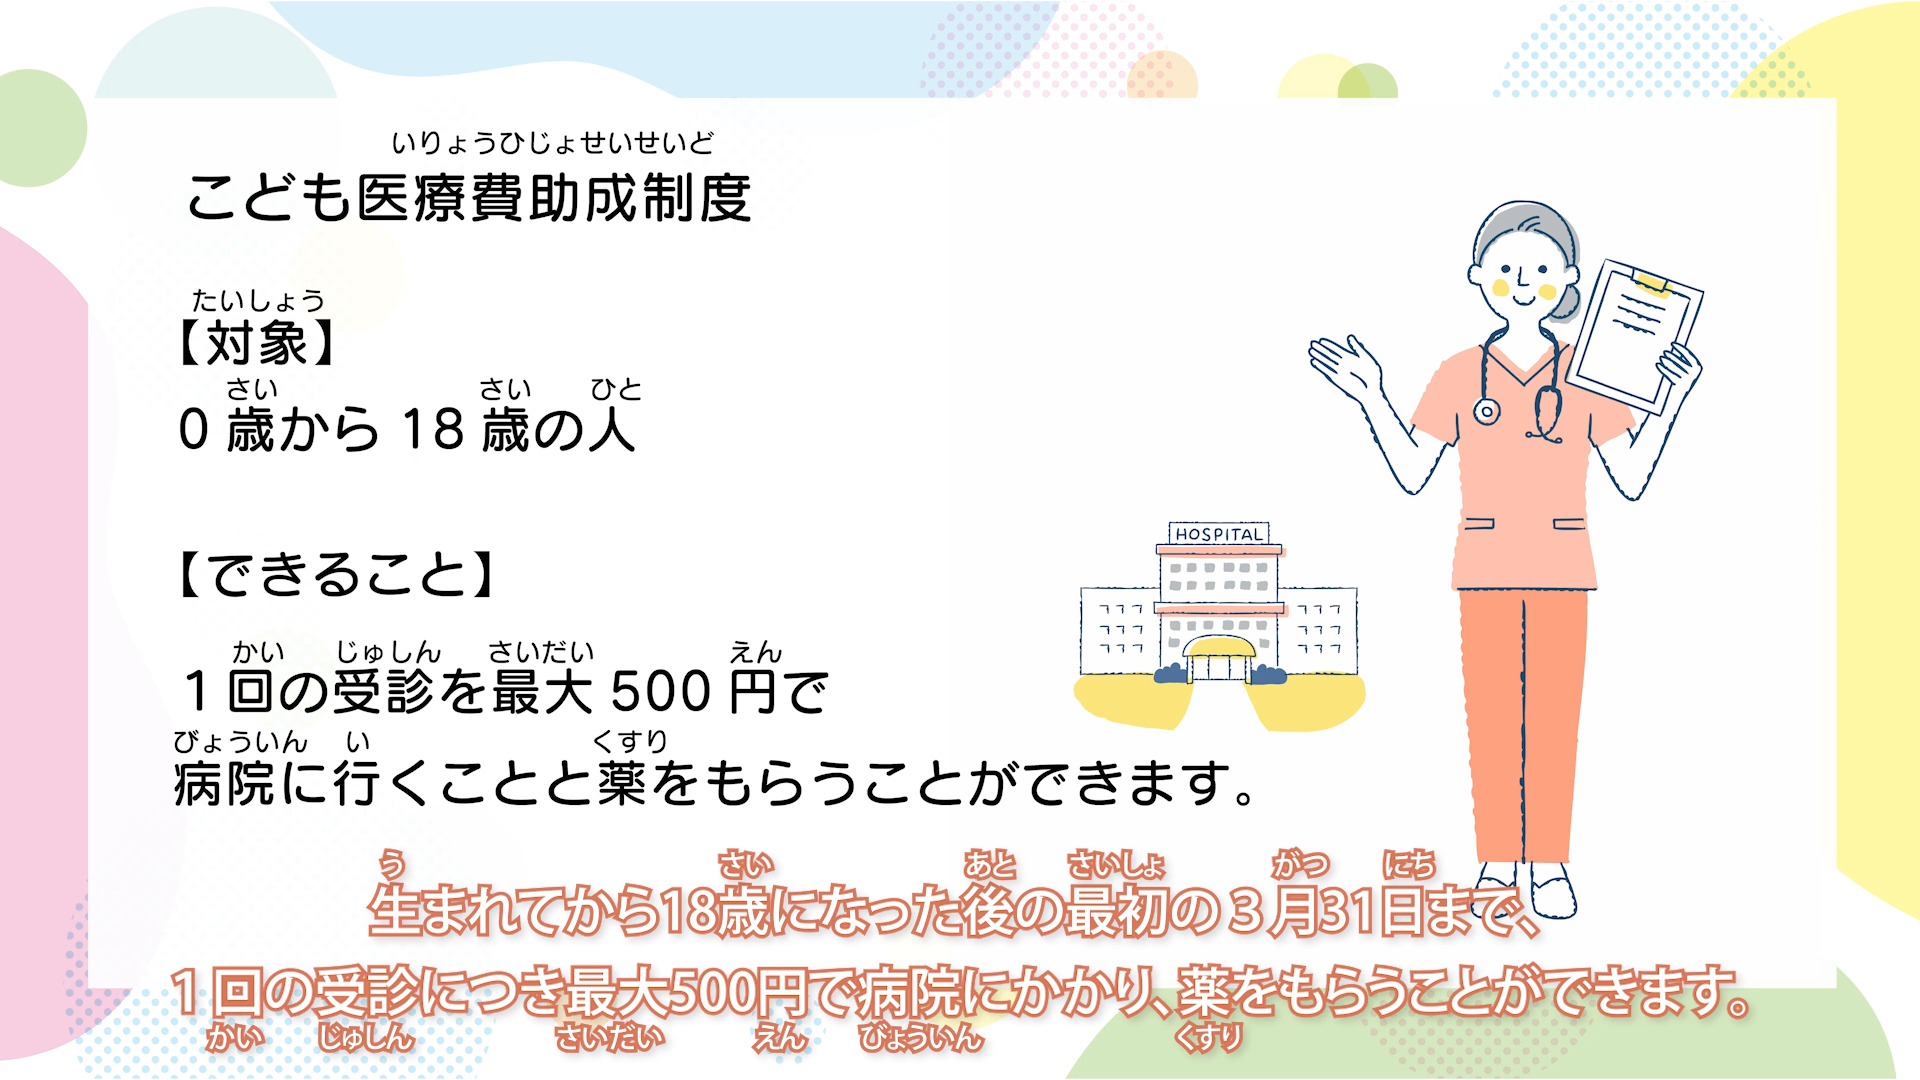 いりょうひじょせいせいど
こども医療費助成制度
たいしょう
【対象】
さい さい ひと
0歳から18歳の人
【できること】
かい じゅしん さいだい えん
1回の受診を最大500円で
びょういん い くすり
病院に行くことと薬をもらうことができます。
HOSPITAL
う さい あと さいしょ がつ にち
生まれてから18歳になった後の最初の3月31日まで、
1回の受診につき最大500円で病院にかかり、薬をもらうことができます。
かい じゅしん さいだい えん びょういん くすり